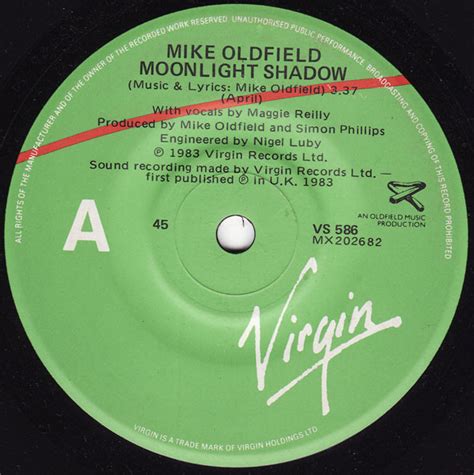 ALL RIGHTS OF THE MANUFACTURER AND OF THE OWNER OF THE RECORDED WORK RESERVED. UNAUTHORISED PUBLIC PERFORMANCE, BROADCASTING AND COPYING OF THIS RECORD PROHIBITED.
MIKE OLDFIELD
MOONLIGHT SHADOW
(Music & Lyrics: Mike Oldfield) 3.37
(April)
With vocals by Maggie Reilly
Produced by Mike Oldfield and Simon Phillips
Engineered by Nigel Luby
℗ 1983 Virgin Records Ltd.
Sound recording made by Virgin Records Ltd.—
first published ℗ in U.K. 1983
AN OLDFIELD MUSIC
PRODUCTION
A
45
VS 586
MX202682
Virgin
VIRGIN IS A TRADE MARK OF VIRGIN HOLDINGS LTD.